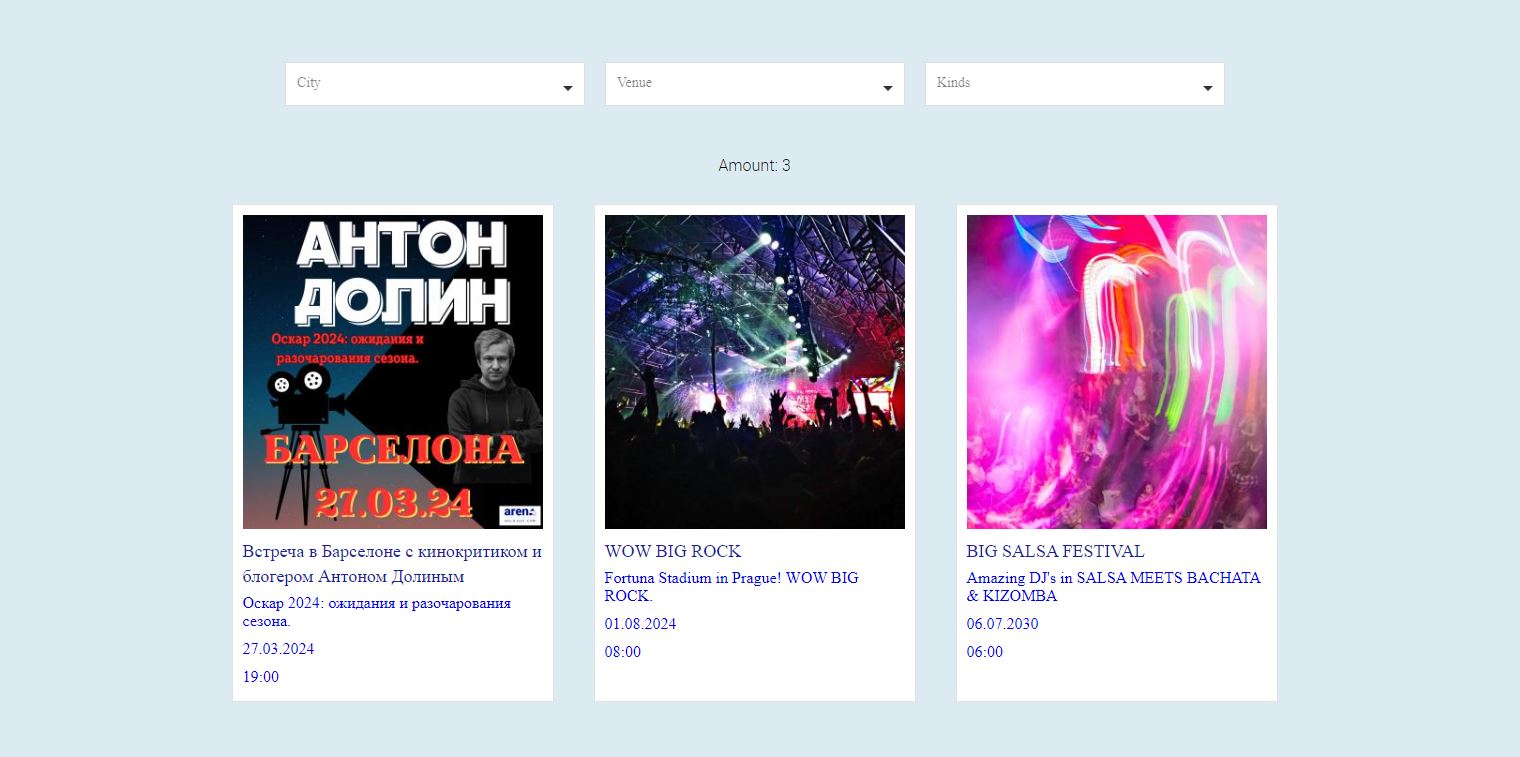 City
Venue
Kinds
Amount: 3
АНТОН
ДОЛИН
Оскар 2024: ожидания и
разочарования сезона.
БАРСЕЛОНА
27.03.24
arena
Встреча в Барселоне с кинокритиком и
блогером Антоном Долиным
Оскар 2024: ожидания и разочарования
сезона.
27.03.2024
19:00
WOW BIG ROCK
Fortuna Stadium in Prague! WOW BIG
ROCK.
01.08.2024
08:00
BIG SALSA FESTIVAL
Amazing DJ's in SALSA MEETS BACHATA
& KIZOMBA
06.07.2030
06:00